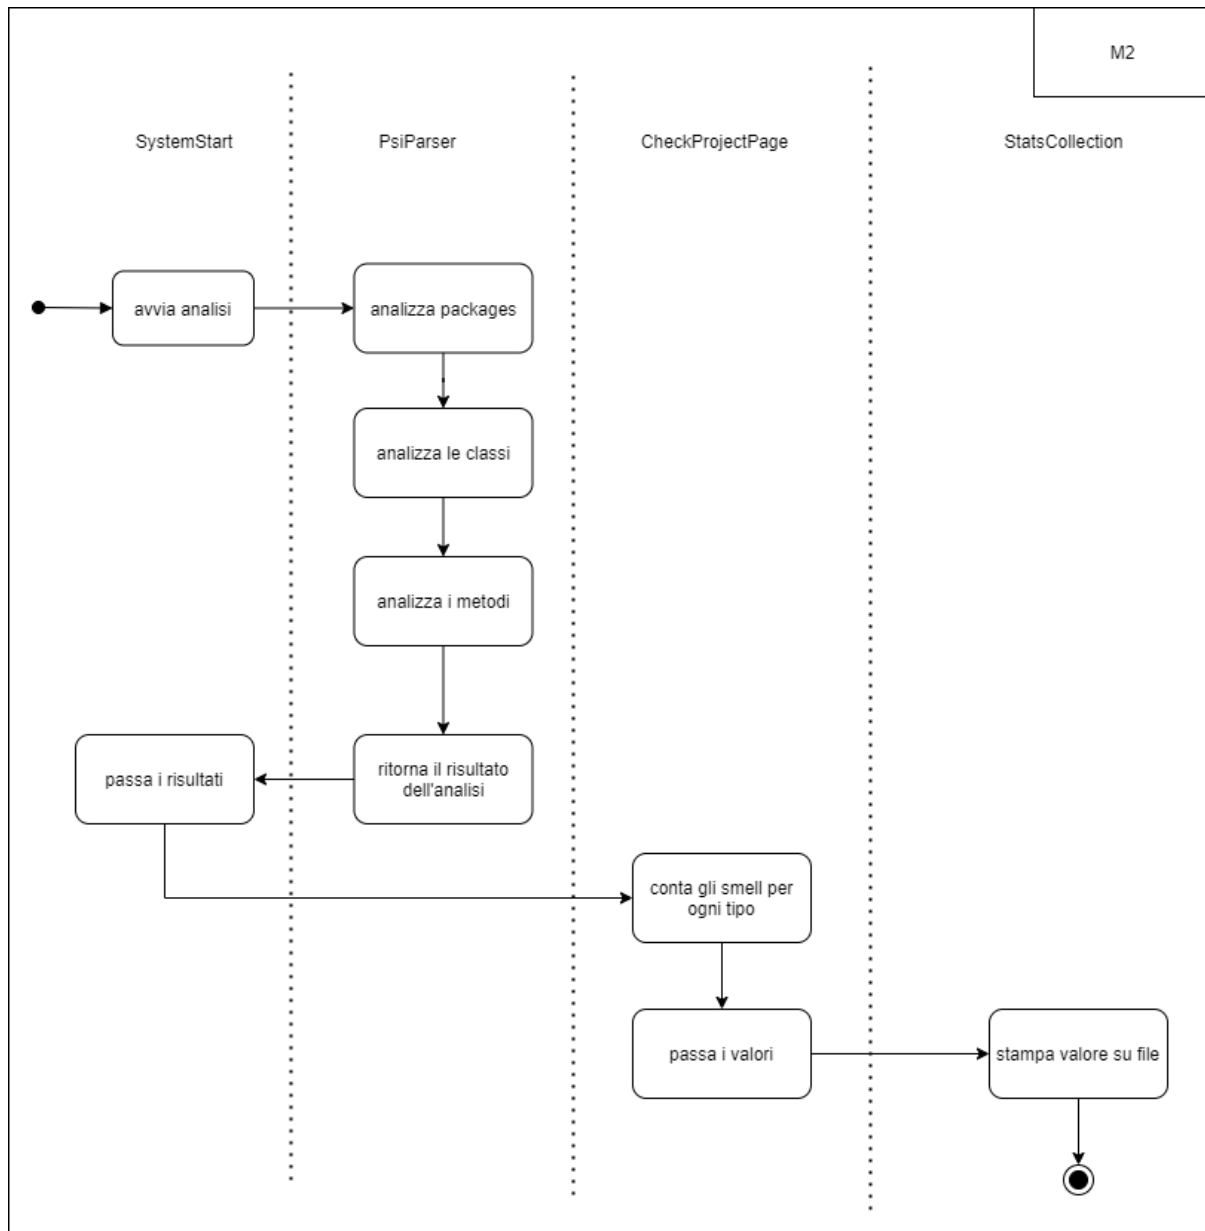 M2
SystemStart
PsiParser
CheckProjectPage
StatsCollection
avvia analisi
analizza packages
analizza le classi
analizza i metodi
passa i risultati
ritorna il risultato
dell'analisi
conta gli smell per
ogni tipo
passa i valori
stampa valore su file